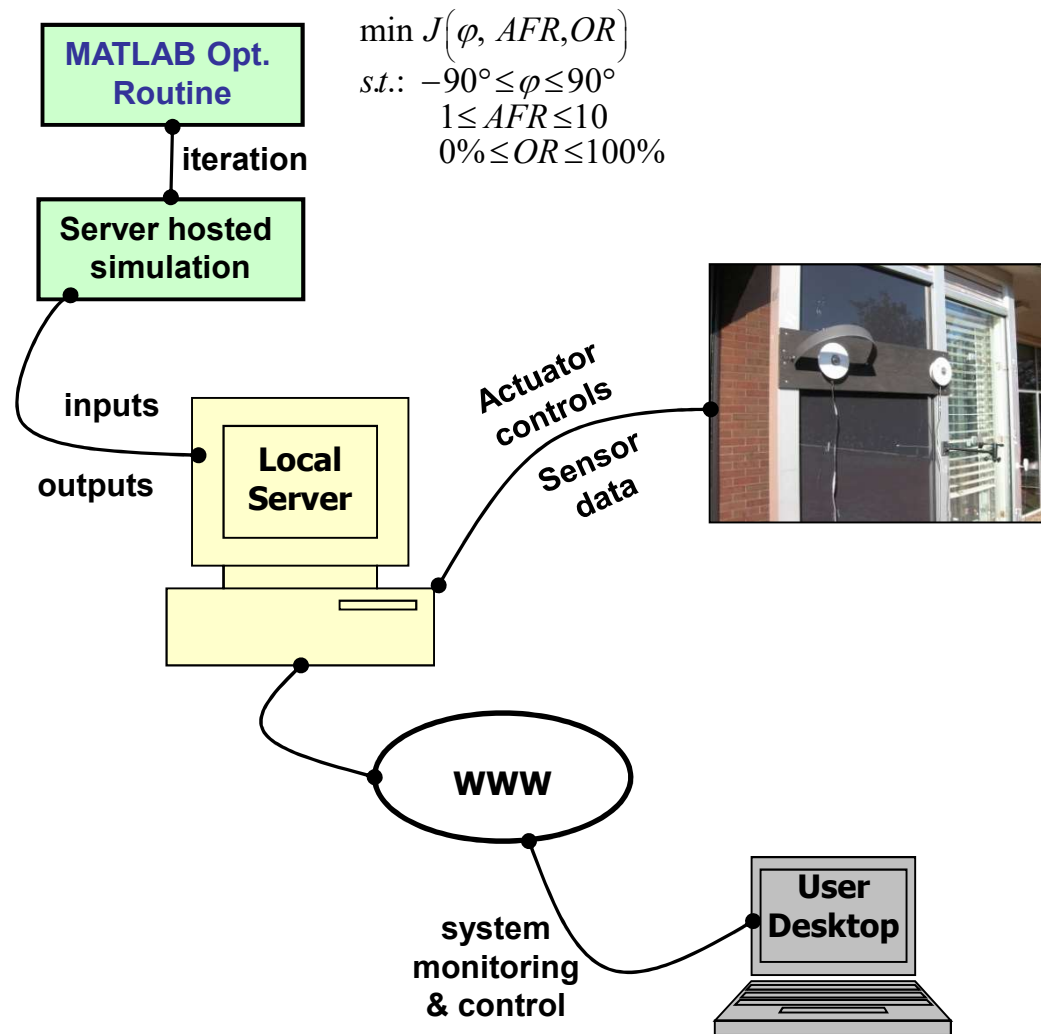 MATLAB Opt.
Routine
min J(φ, AFR,OR)
s.t.: −90° ≤ φ ≤ 90°
1 ≤ AFR ≤ 10
0% ≤ OR ≤ 100%
iteration
Server hosted
simulation
inputs
outputs
Local
Server
Actuator
controls
Sensor
data
WWW
system
monitoring
& control
User
Desktop